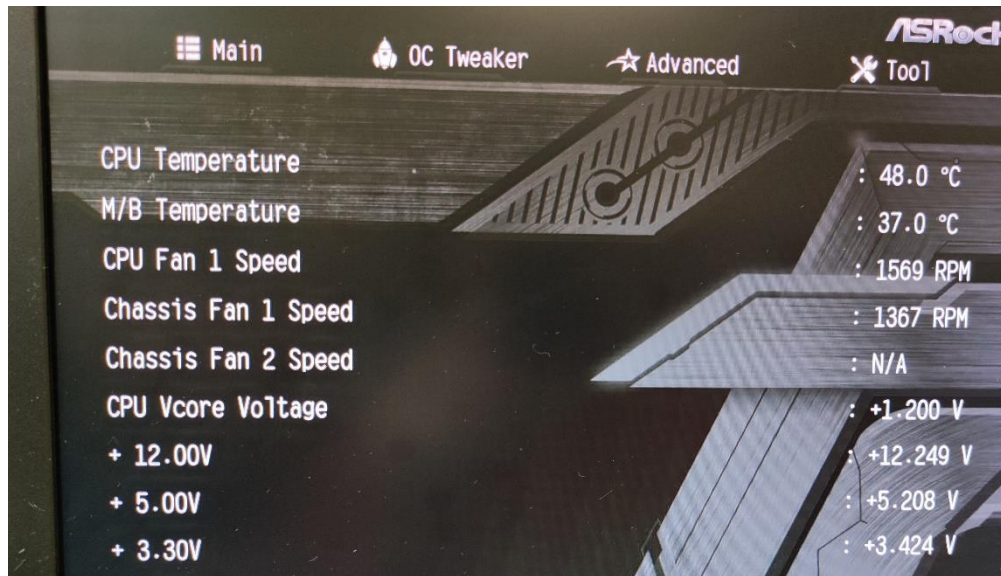 ASRock
Main OC Tweaker Advanced Tool
CPU Temperature : 48.0 °C
M/B Temperature : 37.0 °C
CPU Fan 1 Speed : 1569 RPM
Chassis Fan 1 Speed : 1367 RPM
Chassis Fan 2 Speed : N/A
CPU Vcore Voltage : +1.200 V
+ 12.00V : +12.249 V
+ 5.00V : +5.208 V
+ 3.30V : +3.424 V